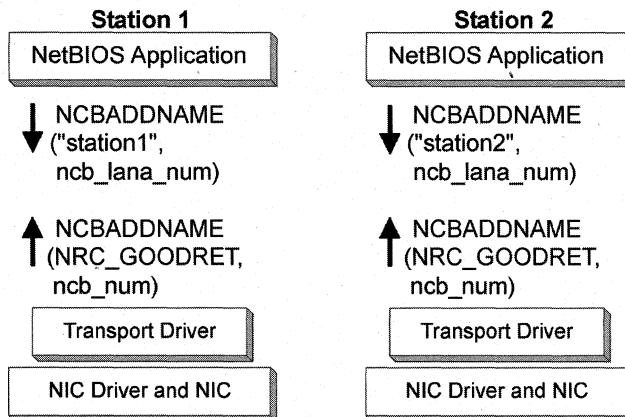 Station 1
NetBIOS Application
NCBADDNAME
("station1",
ncb_lana_num)
NCBADDNAME
(NRC_GOODRET,
ncb_num)
Transport Driver
NIC Driver and NIC
Station 2
NetBIOS Application
NCBADDNAME
("station2",
ncb_lana_num)
NCBADDNAME
(NRC_GOODRET,
ncb_num)
Transport Driver
NIC Driver and NIC